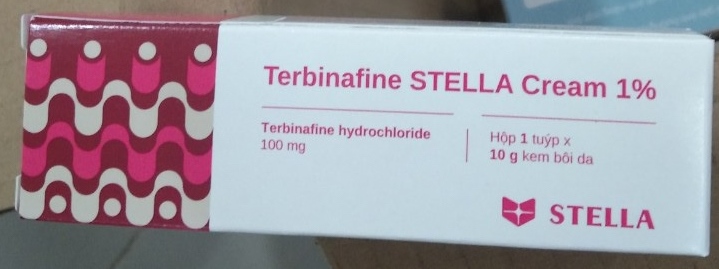 Terbinafine STELLA Cream 1%
Terbinafine hydrochloride
100 mg
Hộp 1 tuýp x
10 g kem bôi da
STELLA